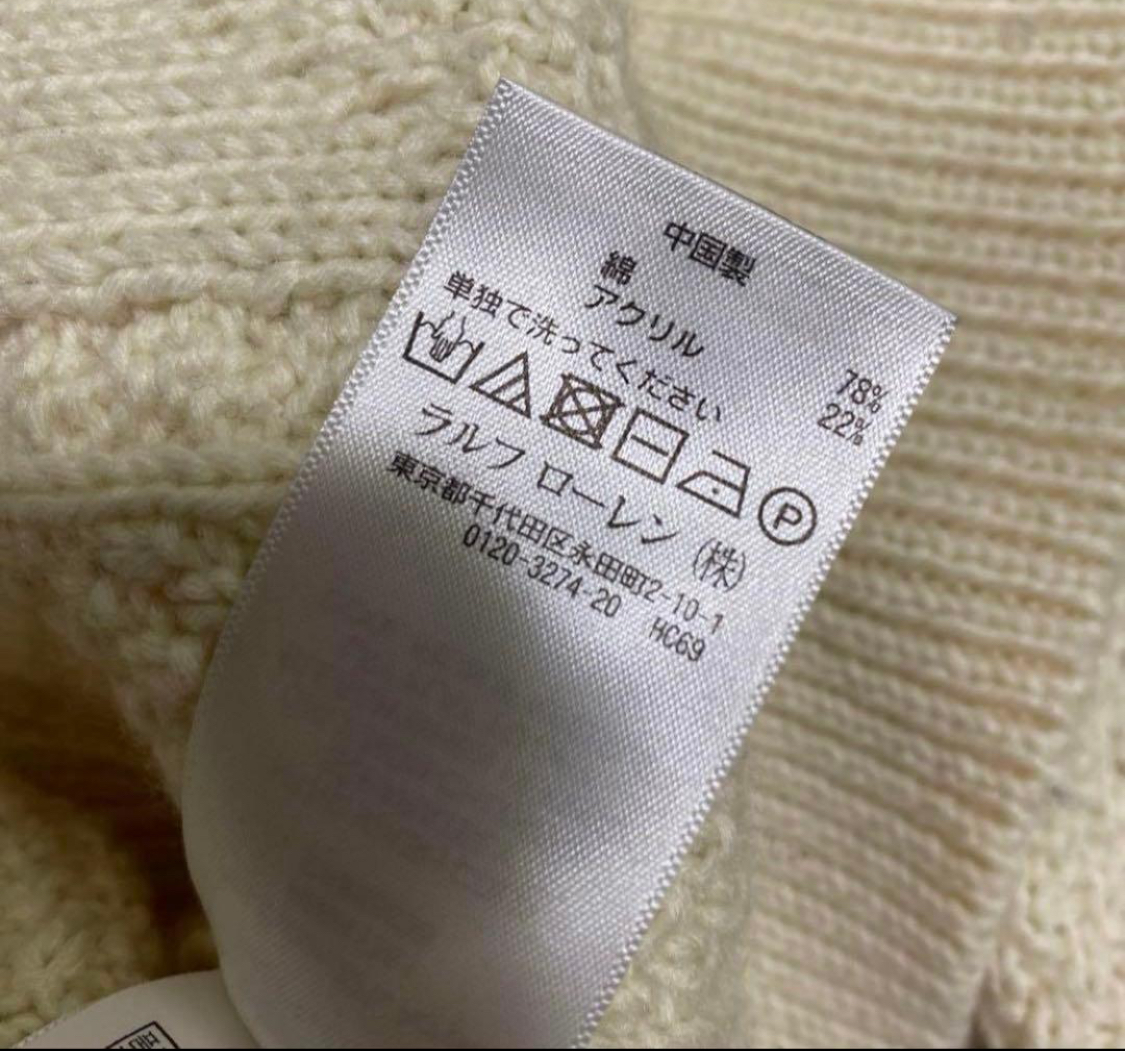 中国製
綿 78%
アクリル 22%
単独で洗ってください
P
ラルフ ローレン (株)
東京都千代田区永田町2-10-1
0120-3274-20 HC69